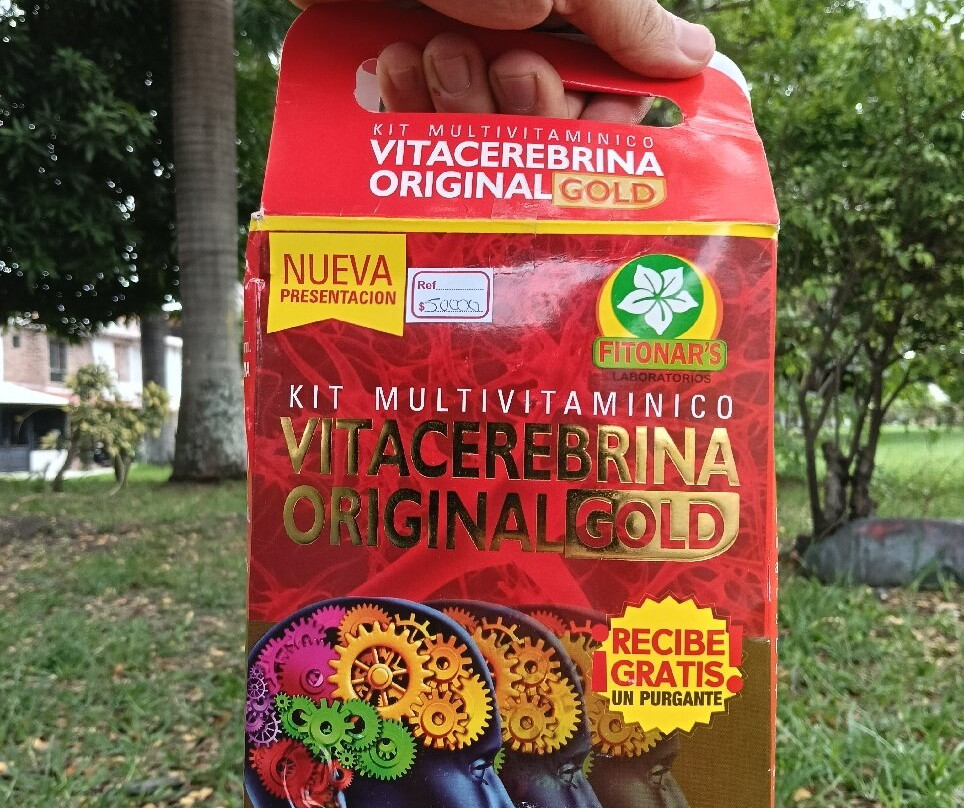 KIT MULTIVITAMINICO
VITACEREBRINA
ORIGINAL GOLD
NUEVA
PRESENTACION
Ref
$ 50000
FITONAR'S
LABORATORIOS
KIT MULTIVITAMINICO
VITACEREBRINA
ORIGINAL GOLD
¡RECIBE
GRATIS!
UN PURGANTE